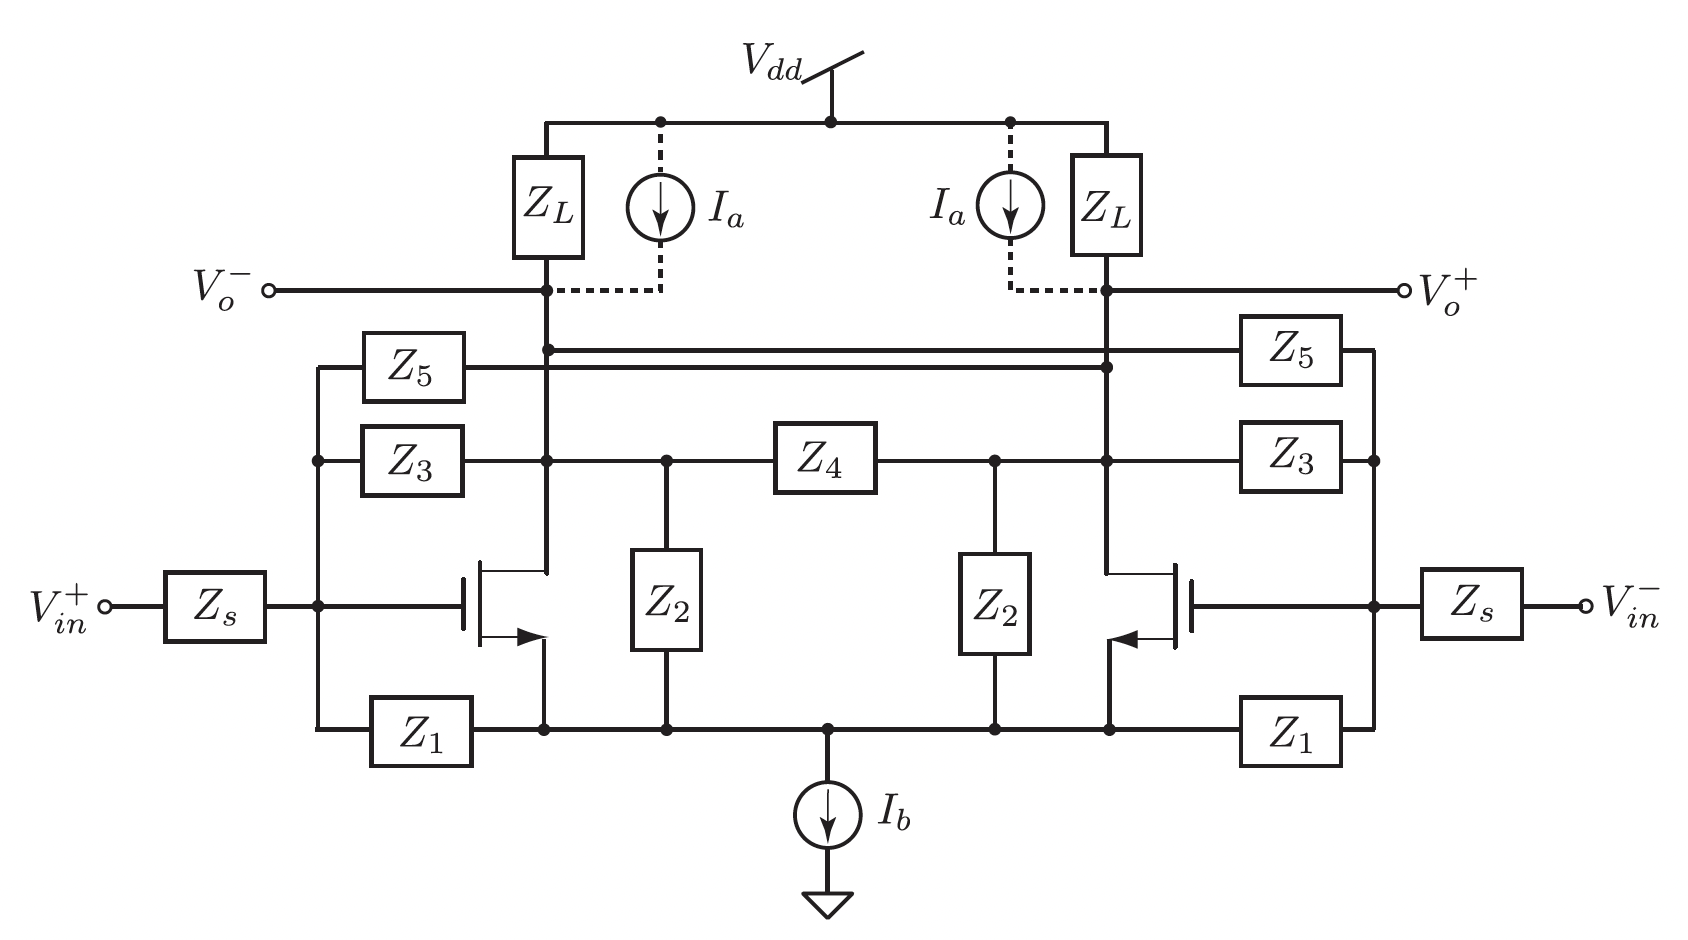 V_{dd}
Z_L I_a I_a Z_L
V_o^- V_o^+
Z_5 Z_5
Z_3 Z_4 Z_3
V_{in}^+ Z_s Z_2 Z_2 Z_s V_{in}^-
Z_1 Z_1
I_b